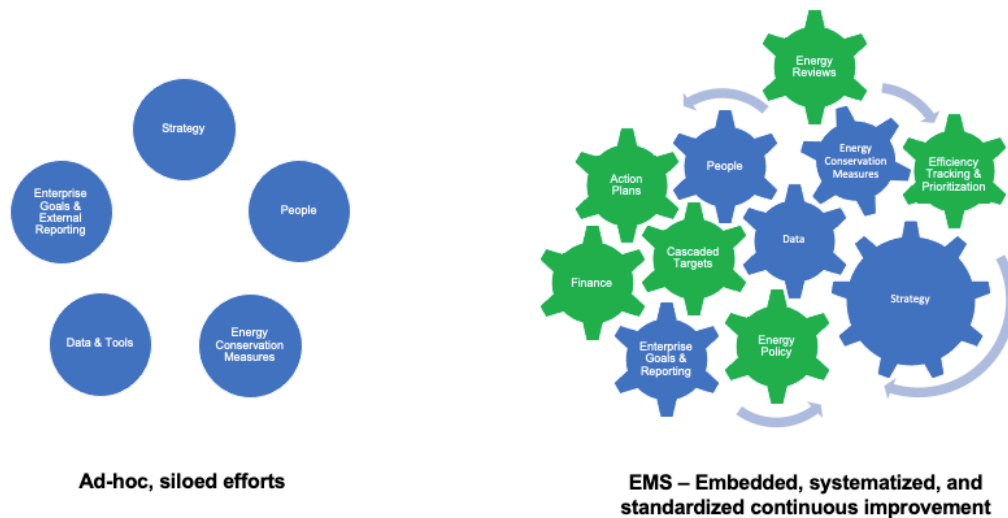 Strategy
Enterprise
Goals &
External
Reporting
People
Data & Tools
Energy
Conservation
Measures
Ad-hoc, siloed efforts
Energy
Reviews
People
Energy
Conservation
Measures
Efficiency
Tracking &
Prioritization
Action
Plans
Cascaded
Targets
Data
Finance
Strategy
Enterprise
Goals &
Reporting
Energy
Policy
EMS – Embedded, systematized, and
standardized continuous improvement